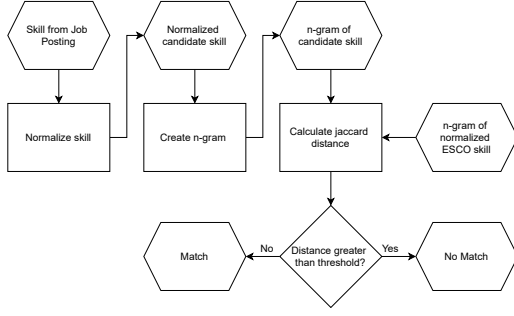 Skill from Job
Posting
Normalized
candidate skill
n-gram of
candidate skill
Normalize skill
Create n-gram
Calculate jaccard
distance
n-gram of
normalized
ESCO skill
Match
No
Distance greater
than threshold?
Yes
No Match